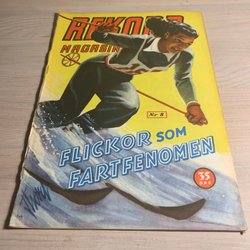 REKORD
MAGASINET
Nr 8
FLICKOR SOM
FARTFENOMEN
35
ÖRE